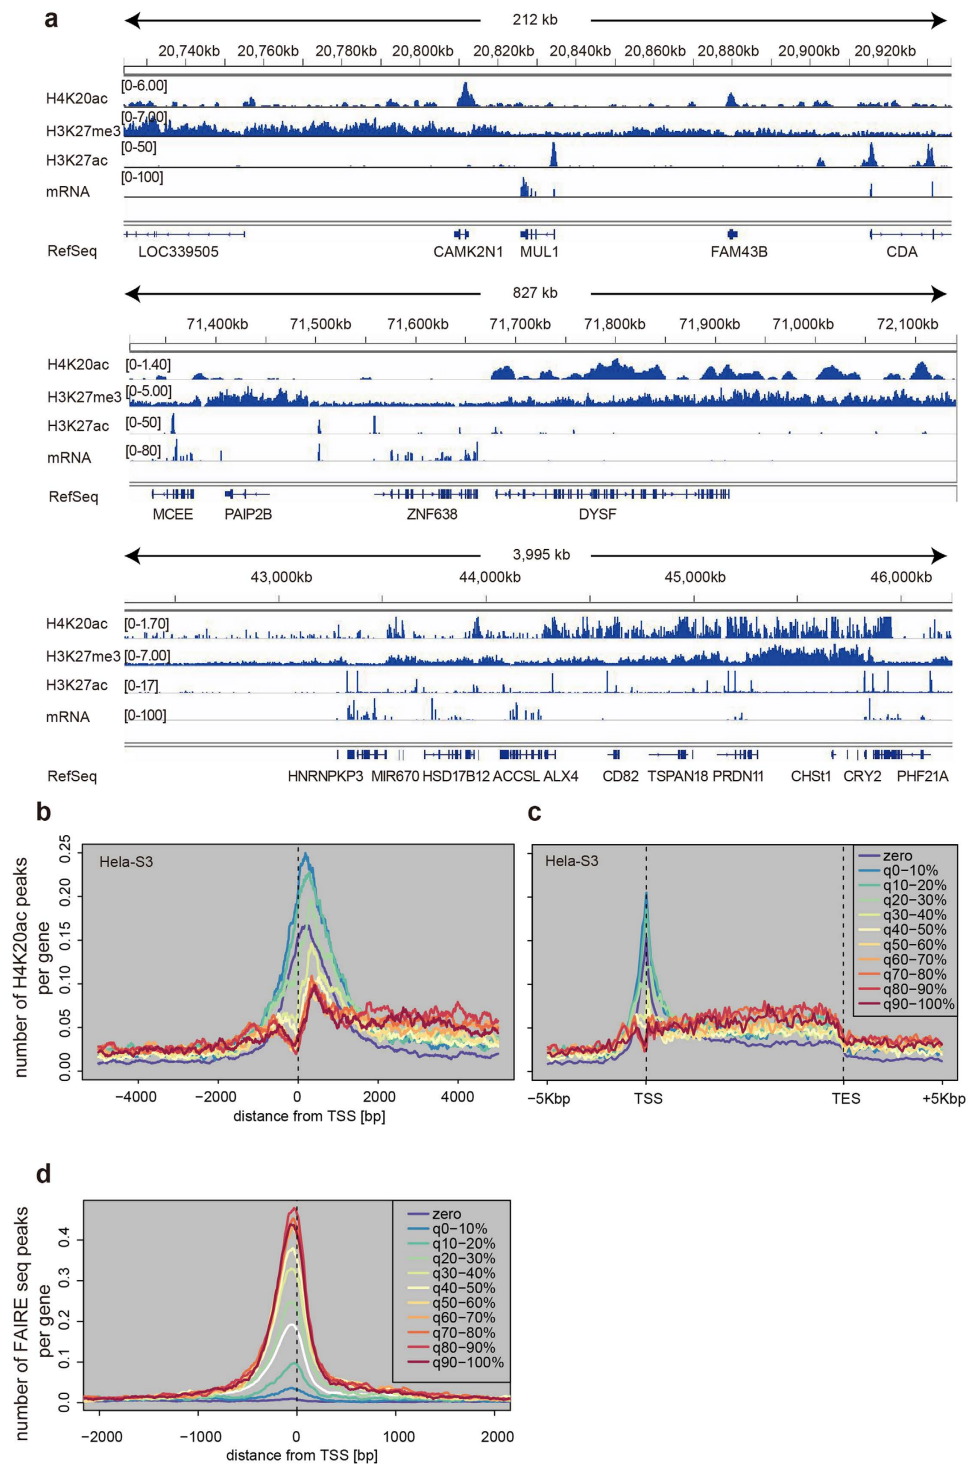 a
212 kb
20,740kb 20,760kb 20,780kb 20,800kb 20,820kb 20,840kb 20,860kb 20,880kb 20,900kb 20,920kb
H4K20ac [0-6.00]
H3K27me3 [0-7.00]
H3K27ac [0-50]
mRNA [0-100]
RefSeq LOC339505 CAMK2N1 MUL1 FAM43B CDA
827 kb
71,400kb 71,500kb 71,600kb 71,700kb 71,800kb 71,900kb 71,000kb 72,100kb
H4K20ac [0-1.40]
H3K27me3 [0-5.00]
H3K27ac [0-50]
mRNA [0-80]
RefSeq
MCEE PAIP2B ZNF638 DYSF
3,995 kb
43,000kb 44,000kb 45,000kb 46,000kb
H4K20ac [0-1.70]
H3K27me3 [0-7.00]
H3K27ac [0-17]
mRNA [0-100]
RefSeq HNRNPKP3 MIR670 HSD17B12 ACCSL ALX4 CD82 TSPAN18 PRDN11 CHSt1 CRY2 PHF21A
b
number of H4K20ac peaks
per gene
0.25
0.20
0.15
0.10
0.05
0.00
Hela-S3
−4000 −2000 0 2000 4000
distance from TSS [bp]
c
Hela-S3
zero
q0−10%
q10−20%
q20−30%
q30−40%
q40−50%
q50−60%
q60−70%
q70−80%
q80−90%
q90−100%
−5Kbp TSS TES +5Kbp
d
number of FAIRE seq peaks
per gene
0.4
0.3
0.2
0.1
0.0
zero
q0−10%
q10−20%
q20−30%
q30−40%
q40−50%
q50−60%
q60−70%
q70−80%
q80−90%
q90−100%
−2000 −1000 0 1000 2000
distance from TSS [bp]